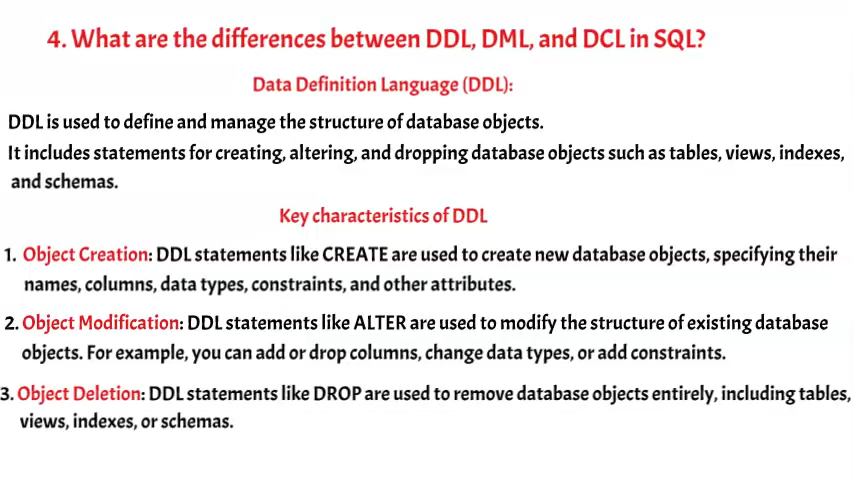 4. What are the differences between DDL, DML, and DCL in SQL?
Data Definition Language (DDL):
DDL is used to define and manage the structure of database objects.
It includes statements for creating, altering, and dropping database objects such as tables, views, indexes,
and schemas.
Key characteristics of DDL
1. Object Creation: DDL statements like CREATE are used to create new database objects, specifying their
names, columns, data types, constraints, and other attributes.
2. Object Modification: DDL statements like ALTER are used to modify the structure of existing database
objects. For example, you can add or drop columns, change data types, or add constraints.
3. Object Deletion: DDL statements like DROP are used to remove database objects entirely, including tables,
views, indexes, or schemas.